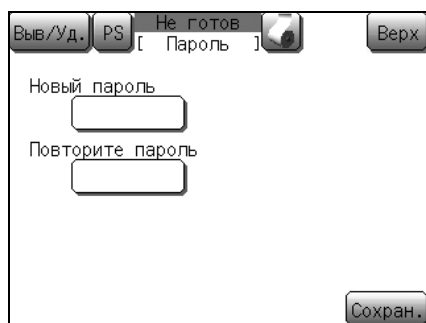 Выв/Уд. PS Не готов Верх
[ Пароль ]
Новый пароль
Повторите пароль
Сохран.